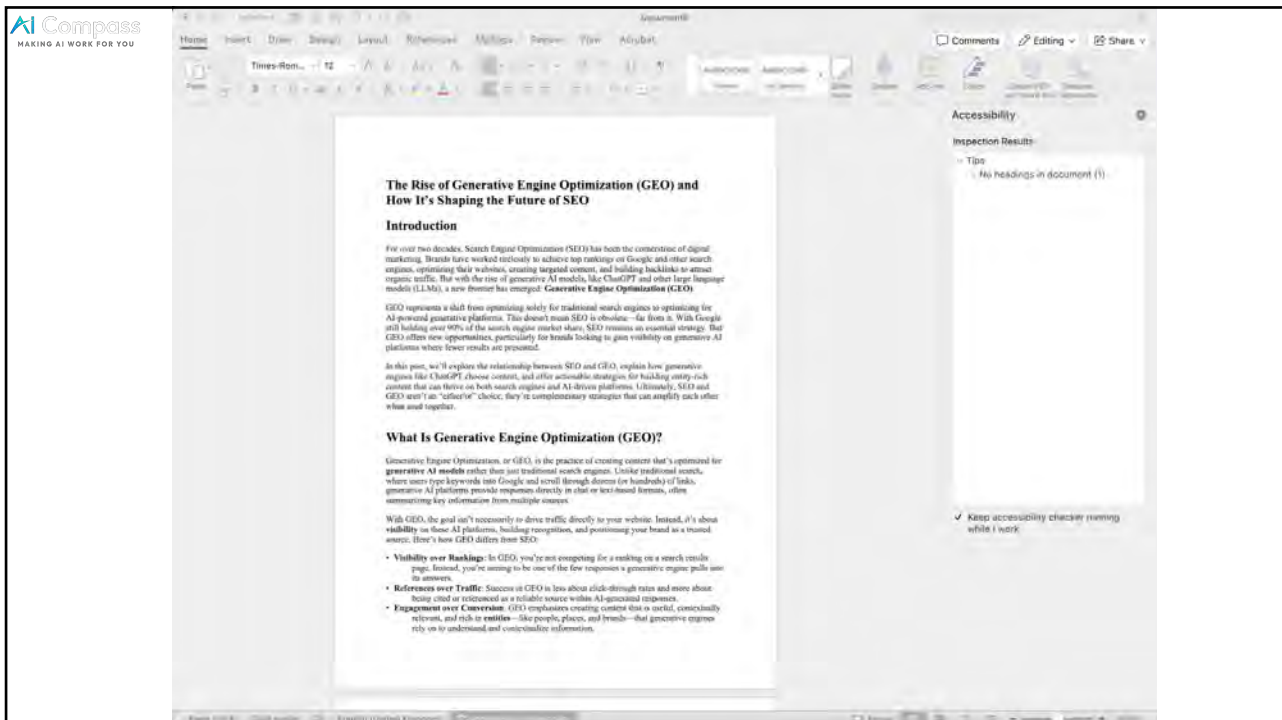 AI Compass
MAKING AI WORK FOR YOU
Document8
Home Insert Draw Design Layout References Mailings Review View Acrobat
Comments Editing Share
Times-Rom... 12
Accessibility
Inspection Results
Tips
No headings in document (1)
Keep accessibility checker running
while I work
The Rise of Generative Engine Optimization (GEO) and
How It's Shaping the Future of SEO
Introduction
For over two decades, Search Engine Optimization (SEO) has been the cornerstone of digital
marketing. Brands have worked tirelessly to achieve top rankings on Google and other search
engines, optimizing their websites, creating targeted content, and building backlinks to attract
organic traffic. But with the rise of generative AI models, like ChatGPT and other large language
models (LLMs), a new frontier has emerged: Generative Engine Optimization (GEO)
GEO represents a shift from optimizing solely for traditional search engines to optimizing for
AI-powered generative platforms. This doesn't mean SEO is obsolete—far from it. With Google
still holding over 90% of the search engine market share, SEO remains an essential strategy. But
GEO offers new opportunities, particularly for brands looking to gain visibility on generative AI
platforms where fewer results are presented.
In this post, we'll explore the relationship between SEO and GEO, explain how generative
engines like ChatGPT choose content, and offer actionable strategies for building entity-rich
content that can thrive on both search engines and AI-driven platforms. Ultimately, SEO and
GEO aren't an "either/or" choice; they're complementary strategies that can amplify each other
when used together.
What Is Generative Engine Optimization (GEO)?
Generative Engine Optimization, or GEO, is the practice of creating content that's optimized for
generative AI models rather than just traditional search engines. Unlike traditional search,
where users type keywords into Google and scroll through dozens (or hundreds) of links,
generative AI platforms provide responses directly in chat or text-based formats, often
summarizing key information from multiple sources.
With GEO, the goal isn't necessarily to drive traffic directly to your website. Instead, it's about
visibility on these AI platforms, building recognition, and positioning your brand as a trusted
source. Here's how GEO differs from SEO:
• Visibility over Rankings: In GEO, you're not competing for a ranking on a search results
page. Instead, you're aiming to be one of the few responses a generative engine pulls into
its answers.
• References over Traffic: Success in GEO is less about click-through rates and more about
being cited or referenced as a reliable source within AI-generated responses.
• Engagement over Conversion: GEO emphasizes creating content that is useful, contextually
relevant, and rich in entities—like people, places, and brands—that generative engines
rely on to understand and contextualize information.